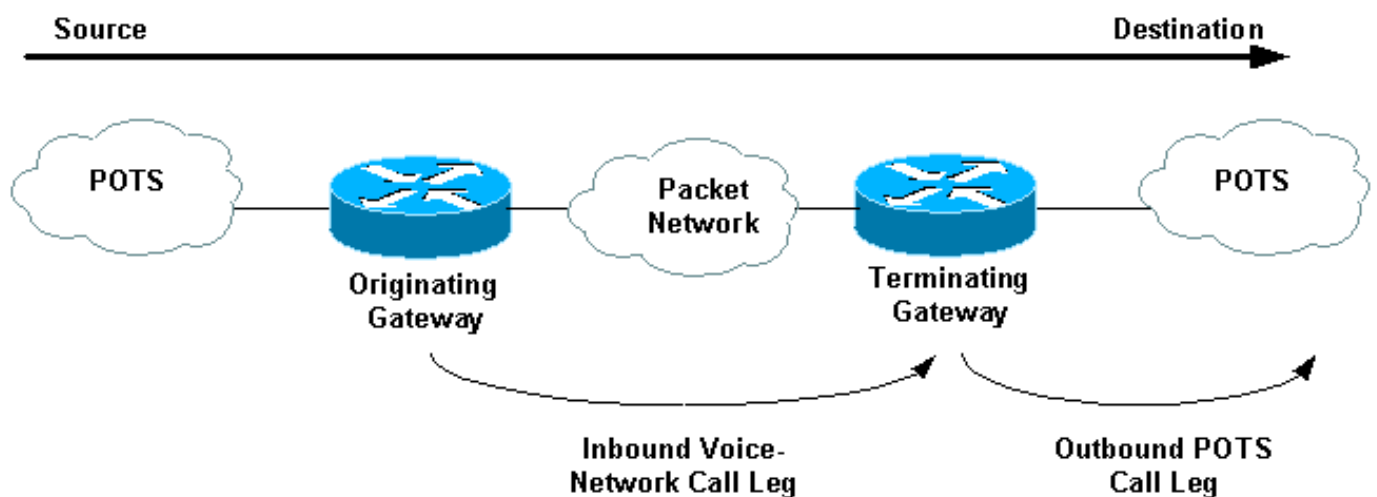 Source
Destination
POTS
Packet
Network
POTS
Originating
Gateway
Terminating
Gateway
Inbound Voice-
Network Call Leg
Outbound POTS
Call Leg